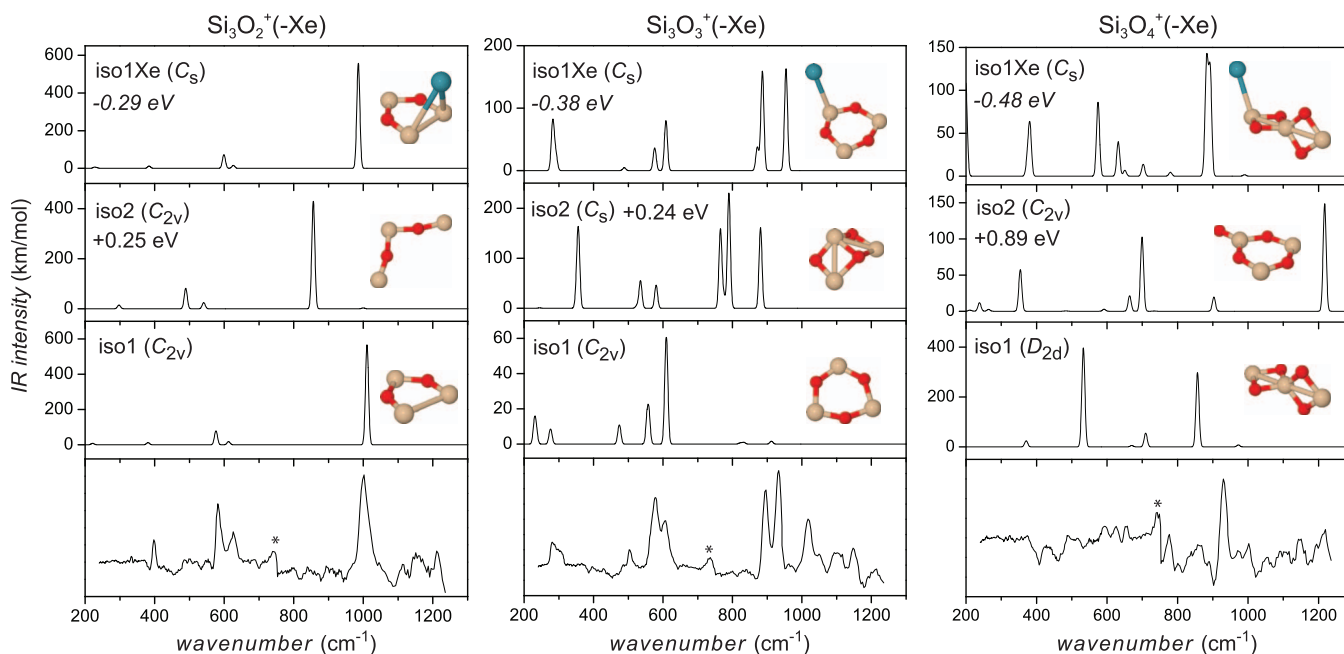 Si₃O₂⁺(-Xe)
600
400
200
0
iso1Xe (Cₛ)
-0.29 eV
400
200
0
iso2 (C₂ᵥ)
+0.25 eV
600
400
200
0
iso1 (C₂ᵥ)
*
200 400 600 800 1000 1200
wavenumber (cm⁻¹)
IR intensity (km/mol)
Si₃O₃⁺(-Xe)
200
100
0
iso1Xe (Cₛ)
-0.38 eV
200
100
0
iso2 (Cₛ) +0.24 eV
60
40
20
0
iso1 (C₂ᵥ)
*
200 400 600 800 1000 1200
wavenumber (cm⁻¹)
Si₃O₄⁺(-Xe)
150
100
50
0
iso1Xe (Cₛ)
-0.48 eV
150
100
50
0
iso2 (C₂ᵥ)
+0.89 eV
400
200
0
iso1 (D₂d)
*
200 400 600 800 1000 1200
wavenumber (cm⁻¹)